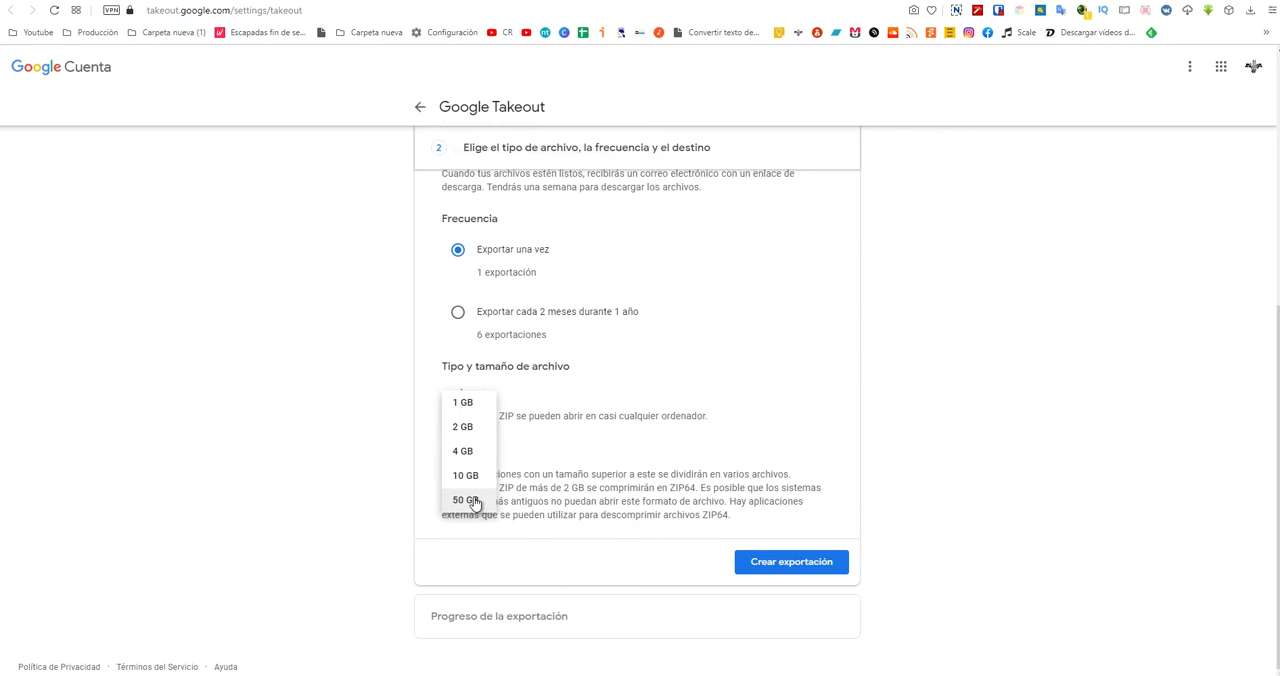 VPN takeout.google.com/settings/takeout
Youtube Producción Carpeta nueva (1) Escapadas fin de se... Carpeta nueva Configuración CR Convertir texto de... Scale Descargar vídeos d... »
Google Cuenta
Google Takeout
2 Elige el tipo de archivo, la frecuencia y el destino
Cuando tus archivos estén listos, recibirás un correo electrónico con un enlace de
descarga. Tendrás una semana para descargar los archivos.
Frecuencia
Exportar una vez
1 exportación
Exportar cada 2 meses durante 1 año
6 exportaciones
Tipo y tamaño de archivo
1 GB
ZIP se pueden abrir en casi cualquier ordenador.
2 GB
4 GB
10 GB
ciones con un tamaño superior a este se dividirán en varios archivos.
ZIP de más de 2 GB se comprimirán en ZIP64. Es posible que los sistemas
50 GB
más antiguos no puedan abrir este formato de archivo. Hay aplicaciones
externas que se pueden utilizar para descomprimir archivos ZIP64.
Crear exportación
Progreso de la exportación
Política de Privacidad · Términos del Servicio · Ayuda